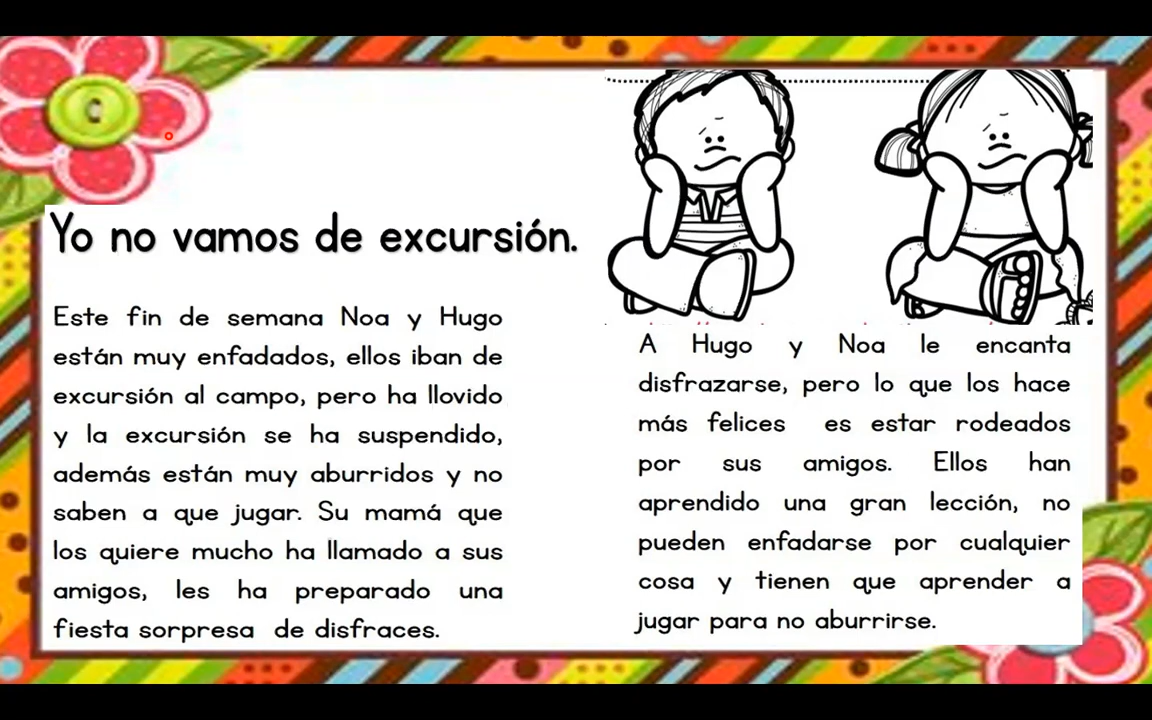 Yo no vamos de excursión.
Este fin de semana Noa y Hugo
están muy enfadados, ellos iban de
excursión al campo, pero ha llovido
y la excursión se ha suspendido,
además están muy aburridos y no
saben a que jugar. Su mamá que
los quiere mucho ha llamado a sus
amigos, les ha preparado una
fiesta sorpresa de disfraces.
A Hugo y Noa le encanta
disfrazarse, pero lo que los hace
más felices es estar rodeados
por sus amigos. Ellos han
aprendido una gran lección, no
pueden enfadarse por cualquier
cosa y tienen que aprender a
jugar para no aburrirse.